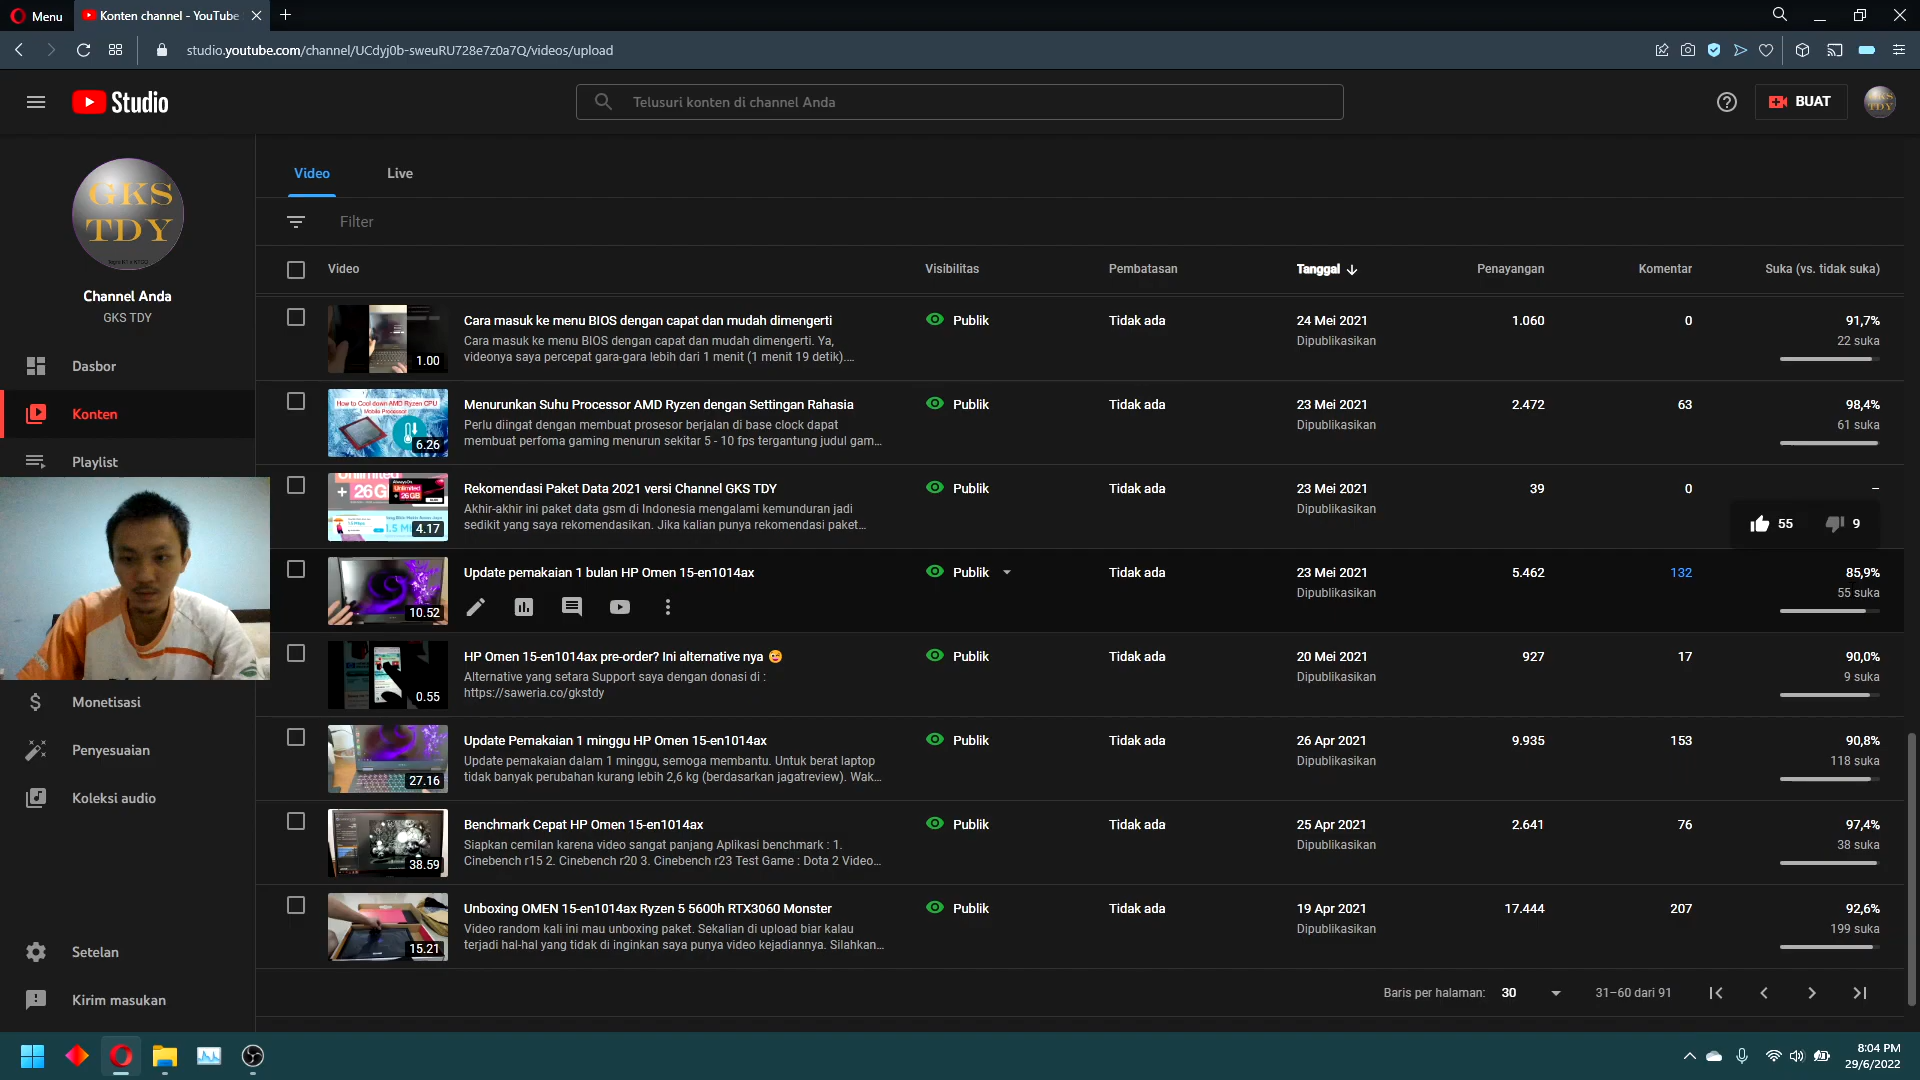 Menu
Konten channel - YouTube
studio.youtube.com/channel/UCdyj0b-sweuRU728e7z0a7Q/videos/upload
Studio
Telusuri konten di channel Anda
BUAT
GKS
TDY
Channel Anda
GKS TDY
Dasbor
Konten
Playlist
Monetisasi
Penyesuaian
Koleksi audio
Setelan
Kirim masukan
Video Live
Filter
Video Visibilitas Pembatasan Tanggal Penayangan Komentar Suka (vs. tidak suka)
Cara masuk ke menu BIOS dengan capat dan mudah dimengerti Publik Tidak ada 24 Mei 2021 1.060 0 91,7%
Cara masuk ke menu BIOS dengan capat dan mudah dimengerti. Ya, Dipublikasikan 22 suka
videonya saya percepat gara-gara lebih dari 1 menit (1 menit 19 detik)....
1.00
How to Cool down AMD Ryzen CPU
Mobile Processor
Menurunkan Suhu Processor AMD Ryzen dengan Settingan Rahasia Publik Tidak ada 23 Mei 2021 2.472 63 98,4%
Perlu diingat dengan membuat prosesor berjalan di base clock dapat Dipublikasikan 61 suka
membuat perfoma gaming menurun sekitar 5 - 10 fps tergantung judul gam...
6.26
Rekomendasi Paket Data 2021 versi Channel GKS TDY Publik Tidak ada 23 Mei 2021 39 0 –
Akhir-akhir ini paket data gsm di Indonesia mengalami kemunduran jadi Dipublikasikan
sedikit yang saya rekomendasikan. Jika kalian punya rekomendasi paket...
4.17
55 9
Update pemakaian 1 bulan HP Omen 15-en1014ax Publik Tidak ada 23 Mei 2021 5.462 132 85,9%
Dipublikasikan 55 suka
10.52
HP Omen 15-en1014ax pre-order? Ini alternative nya 😅 Publik Tidak ada 20 Mei 2021 927 17 90,0%
Alternative yang setara Support saya dengan donasi di : Dipublikasikan 9 suka
https://saweria.co/gkstdy
0.55
Update Pemakaian 1 minggu HP Omen 15-en1014ax Publik Tidak ada 26 Apr 2021 9.935 153 90,8%
Update pemakaian dalam 1 minggu, semoga membantu. Untuk berat laptop Dipublikasikan 118 suka
tidak banyak perubahan kurang lebih 2,6 kg (berdasarkan jagatreview). Wak...
27.16
Benchmark Cepat HP Omen 15-en1014ax Publik Tidak ada 25 Apr 2021 2.641 76 97,4%
Siapkan cemilan karena video sangat panjang Aplikasi benchmark : 1. Dipublikasikan 38 suka
Cinebench r15 2. Cinebench r20 3. Cinebench r23 Test Game : Dota 2 Video...
38.59
Unboxing OMEN 15-en1014ax Ryzen 5 5600h RTX3060 Monster Publik Tidak ada 19 Apr 2021 17.444 207 92,6%
Video random kali ini mau unboxing paket. Sekalian di upload biar kalau Dipublikasikan 199 suka
terjadi hal-hal yang tidak di inginkan saya punya video kejadiannya. Silahkan...
15.21
Baris per halaman: 30 31–60 dari 91
8:04 PM
29/6/2022